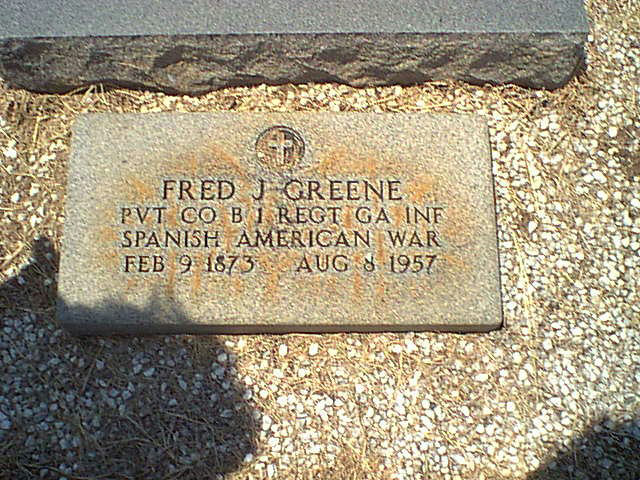 FRED J GREENE
PVT CO B 1 REGT GA INF
SPANISH AMERICAN WAR
FEB 9 1873 AUG 8 1957